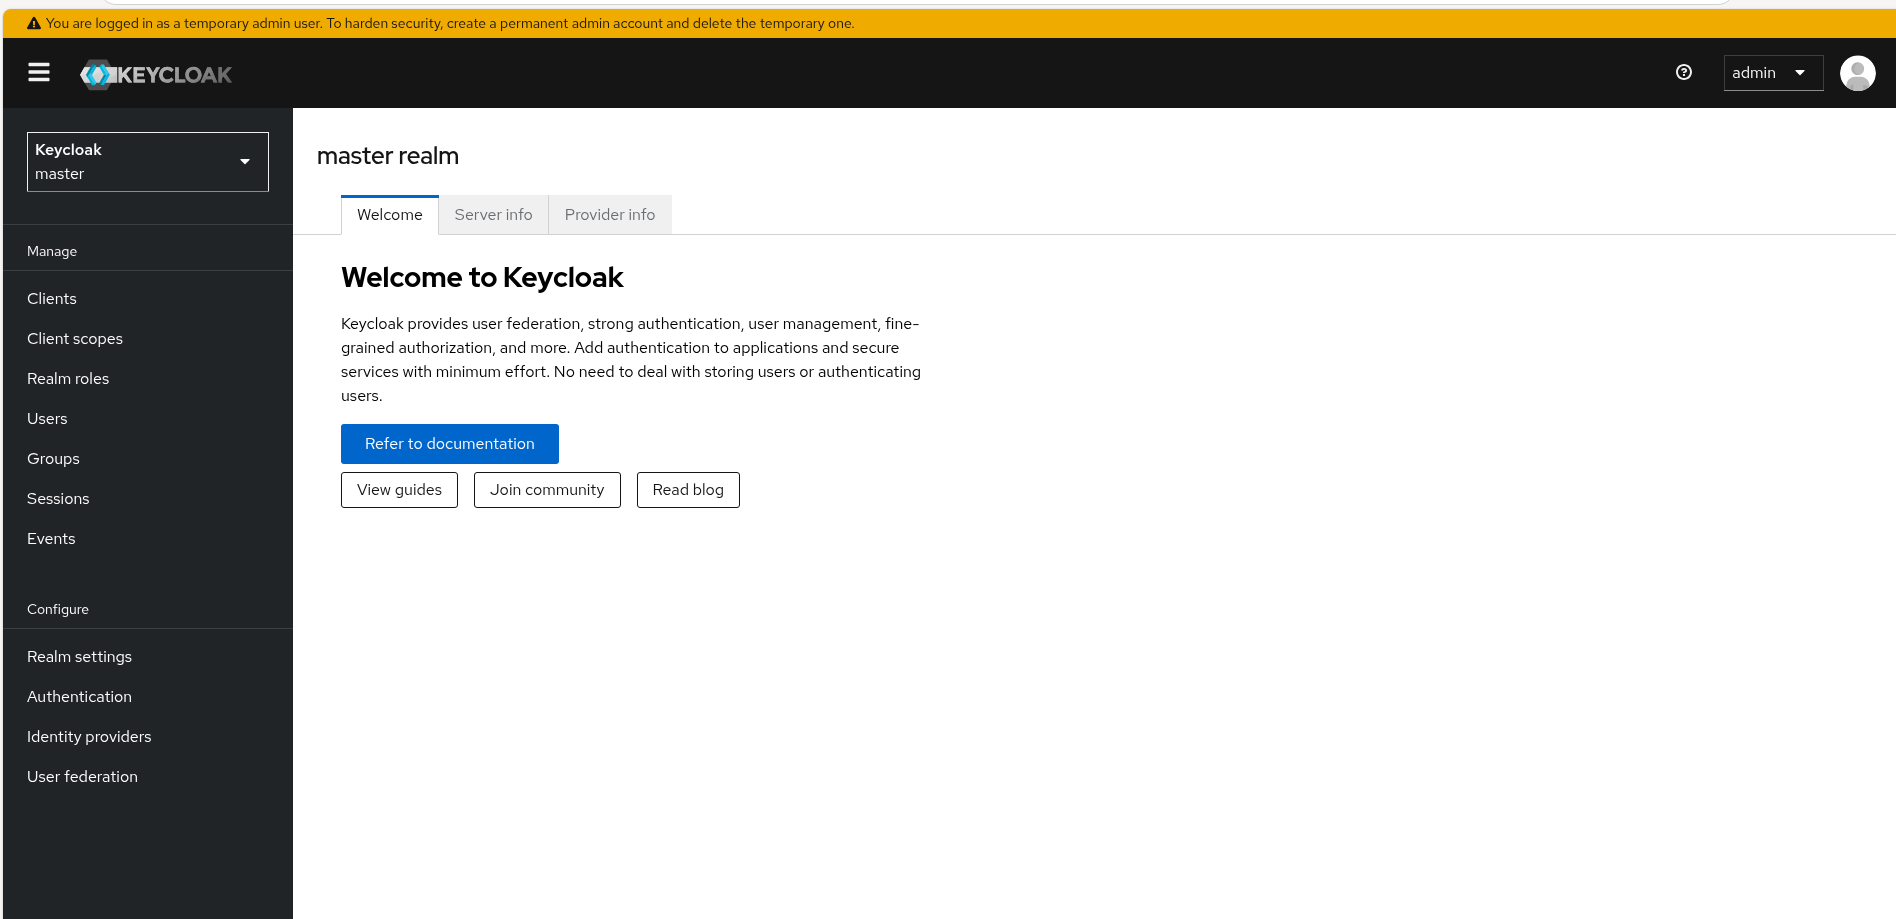 You are logged in as a temporary admin user. To harden security, create a permanent admin account and delete the temporary one.
KEYCLOAK
admin
Keycloak
master
Manage
Clients
Client scopes
Realm roles
Users
Groups
Sessions
Events
Configure
Realm settings
Authentication
Identity providers
User federation
master realm
Welcome
Server info
Provider info
Welcome to Keycloak
Keycloak provides user federation, strong authentication, user management, fine-
grained authorization, and more. Add authentication to applications and secure
services with minimum effort. No need to deal with storing users or authenticating
users.
Refer to documentation
View guides
Join community
Read blog